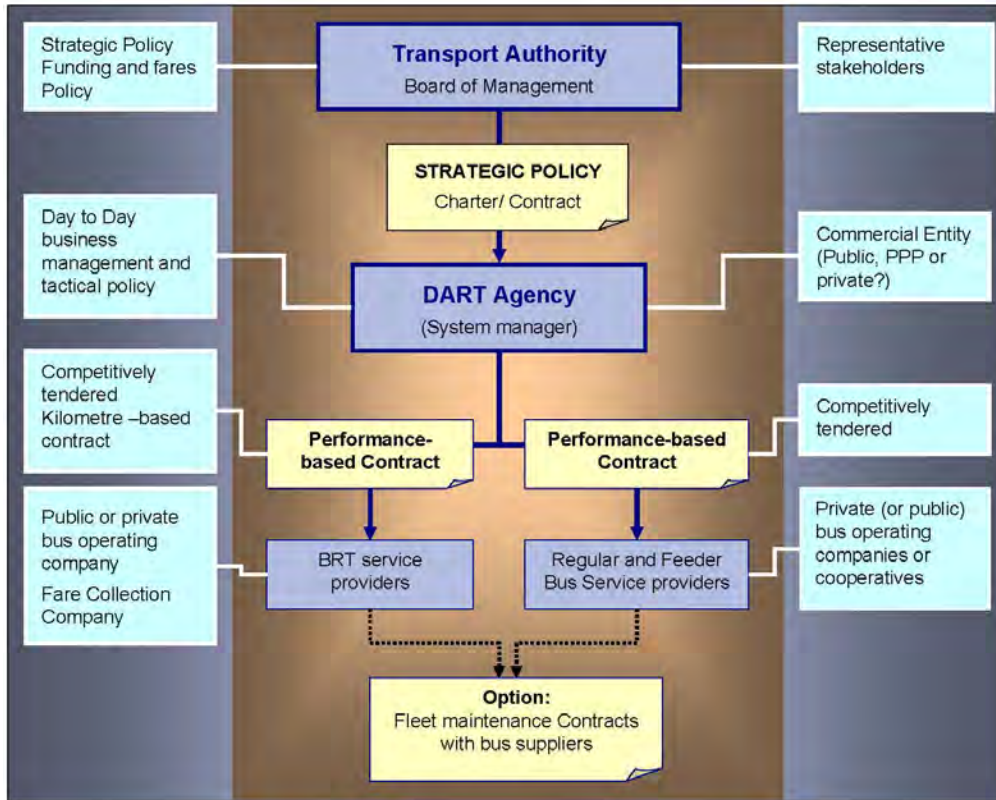 Strategic Policy
Funding and fares
Policy
Transport Authority
Board of Management
Representative
stakeholders
STRATEGIC POLICY
Charter/ Contract
Day to Day
business
management and
tactical policy
DART Agency
(System manager)
Commercial Entity
(Public, PPP or
private?)
Competitively
tendered
Kilometre –based
contract
Performance-
based Contract
Performance-based
Contract
Competitively
tendered
Public or private
bus operating
company
Fare Collection
Company
BRT service
providers
Regular and Feeder
Bus Service providers
Private (or public)
bus operating
companies or
cooperatives
Option:
Fleet maintenance Contracts
with bus suppliers